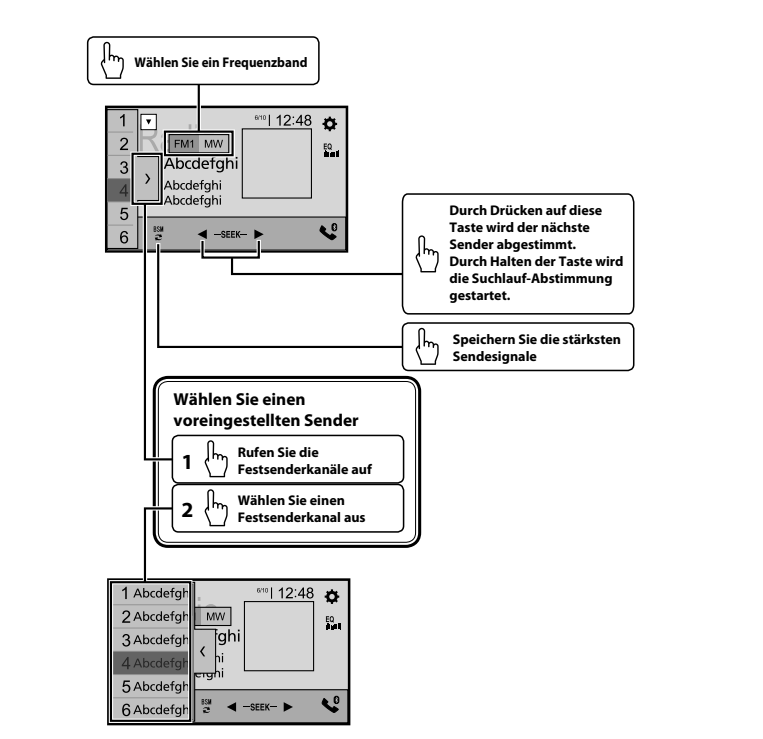 Wählen Sie ein Frequenzband
1
2
3
4
5
6
6/10 | 12:48
EQ
FM1 MW
Abcdefghi
Abcdefghi
Abcdefghi
BSM
SEEK
Durch Drücken auf diese
Taste wird der nächste
Sender abgestimmt.
Durch Halten der Taste wird
die Suchlauf-Abstimmung
gestartet.
Speichern Sie die stärksten
Sendesignale
Wählen Sie einen
voreingestellten Sender
1 Rufen Sie die
Festsenderkanäle auf
2 Wählen Sie einen
Festsenderkanal aus
1 Abcdefgh
2 Abcdefgh
3 Abcdefgh
4 Abcdefgh
5 Abcdefgh
6 Abcdefgh
6/10 | 12:48
EQ
MW
ghi
hi
efghi
BSM
SEEK